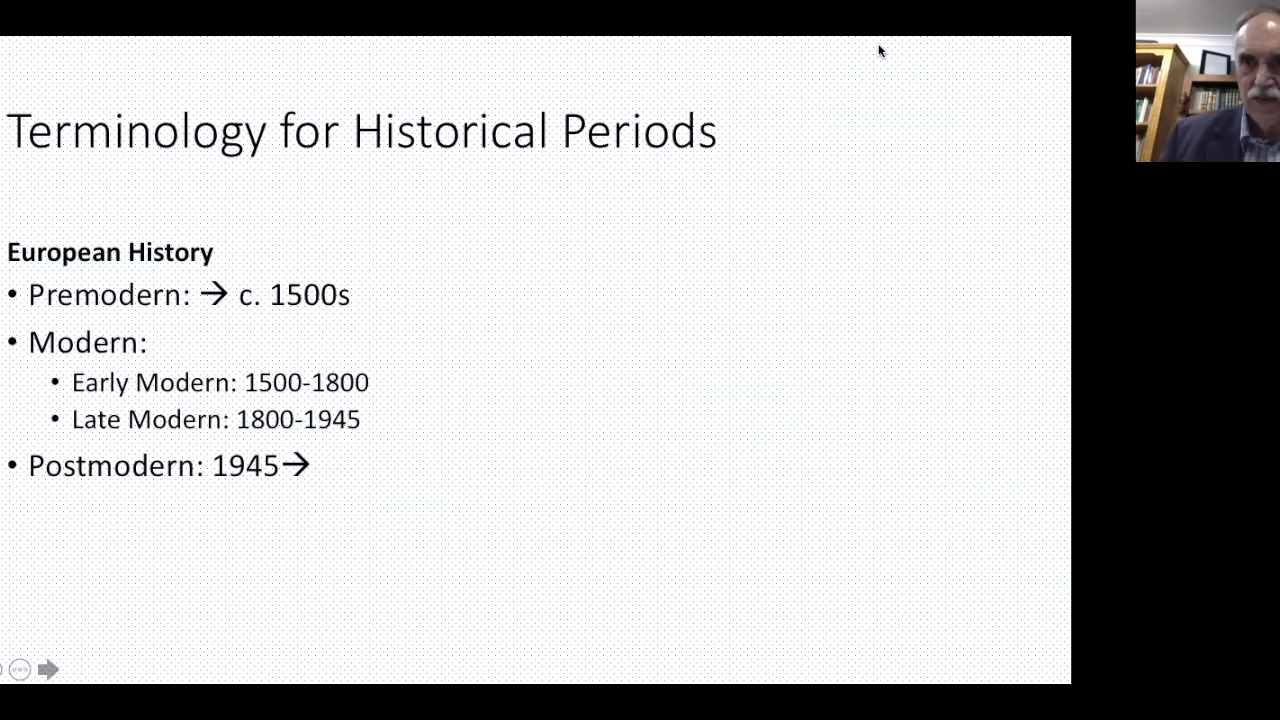 Terminology for Historical Periods
European History
• Premodern: → c. 1500s
• Modern:
• Early Modern: 1500-1800
• Late Modern: 1800-1945
• Postmodern: 1945→